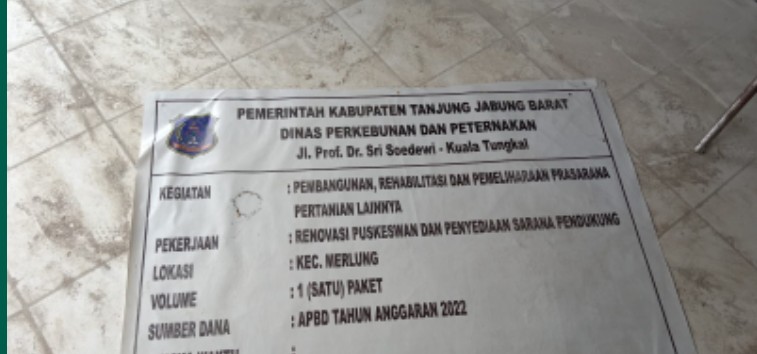 PEMERINTAH KABUPATEN TANJUNG JABUNG BARAT
DINAS PERKEBUNAN DAN PETERNAKAN
Jl. Prof. Dr. Sri Soedewi - Kuala Tungkal
KEGIATAN : PEMBANGUNAN, REHABILITASI DAN PEMELIHARAAN PRASARANA
PERTANIAN LAINNYA
PEKERJAAN : RENOVASI PUSKESWAN DAN PENYEDIAAN SARANA PENDUKUNG
LOKASI : KEC. MERLUNG
VOLUME : 1 (SATU) PAKET
SUMBER DANA : APBD TAHUN ANGGARAN 2022